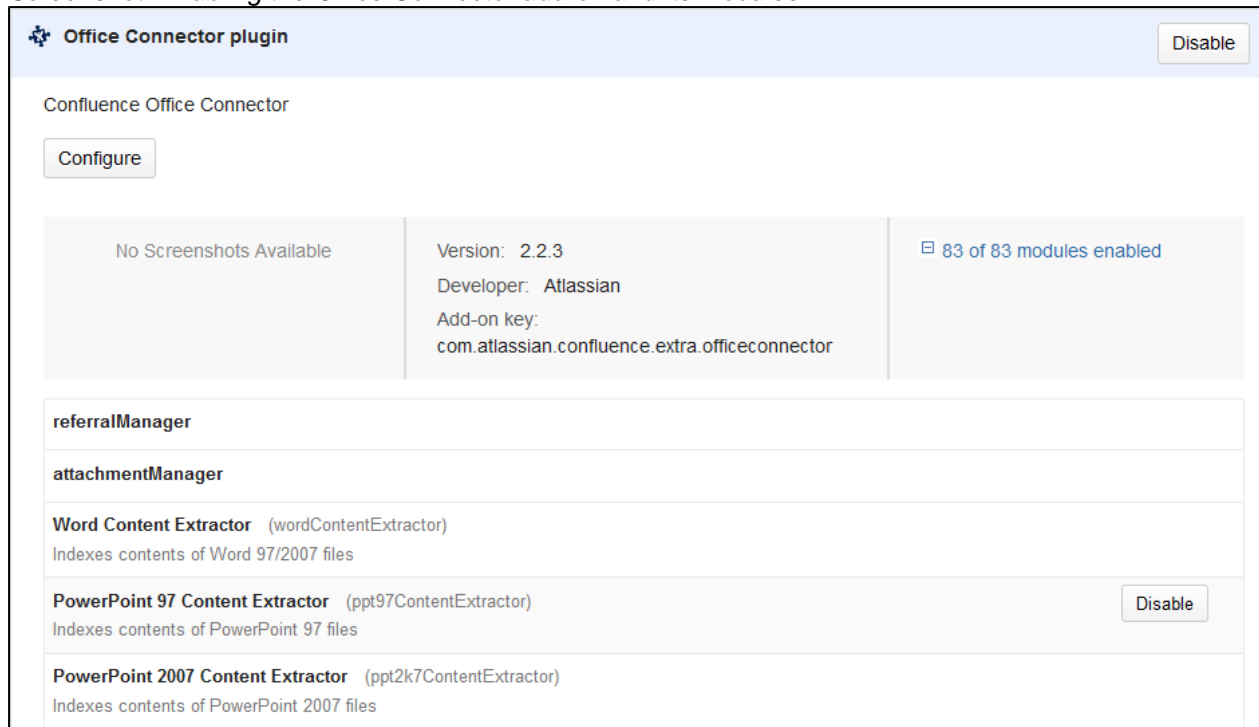 Office Connector plugin
Disable
Confluence Office Connector
Configure
No Screenshots Available
Version: 2.2.3
Developer: Atlassian
Add-on key:
com.atlassian.confluence.extra.officeconnector
83 of 83 modules enabled
referralManager
attachmentManager
Word Content Extractor (wordContentExtractor)
Indexes contents of Word 97/2007 files
PowerPoint 97 Content Extractor (ppt97ContentExtractor)
Disable
Indexes contents of PowerPoint 97 files
PowerPoint 2007 Content Extractor (ppt2k7ContentExtractor)
Indexes contents of PowerPoint 2007 files